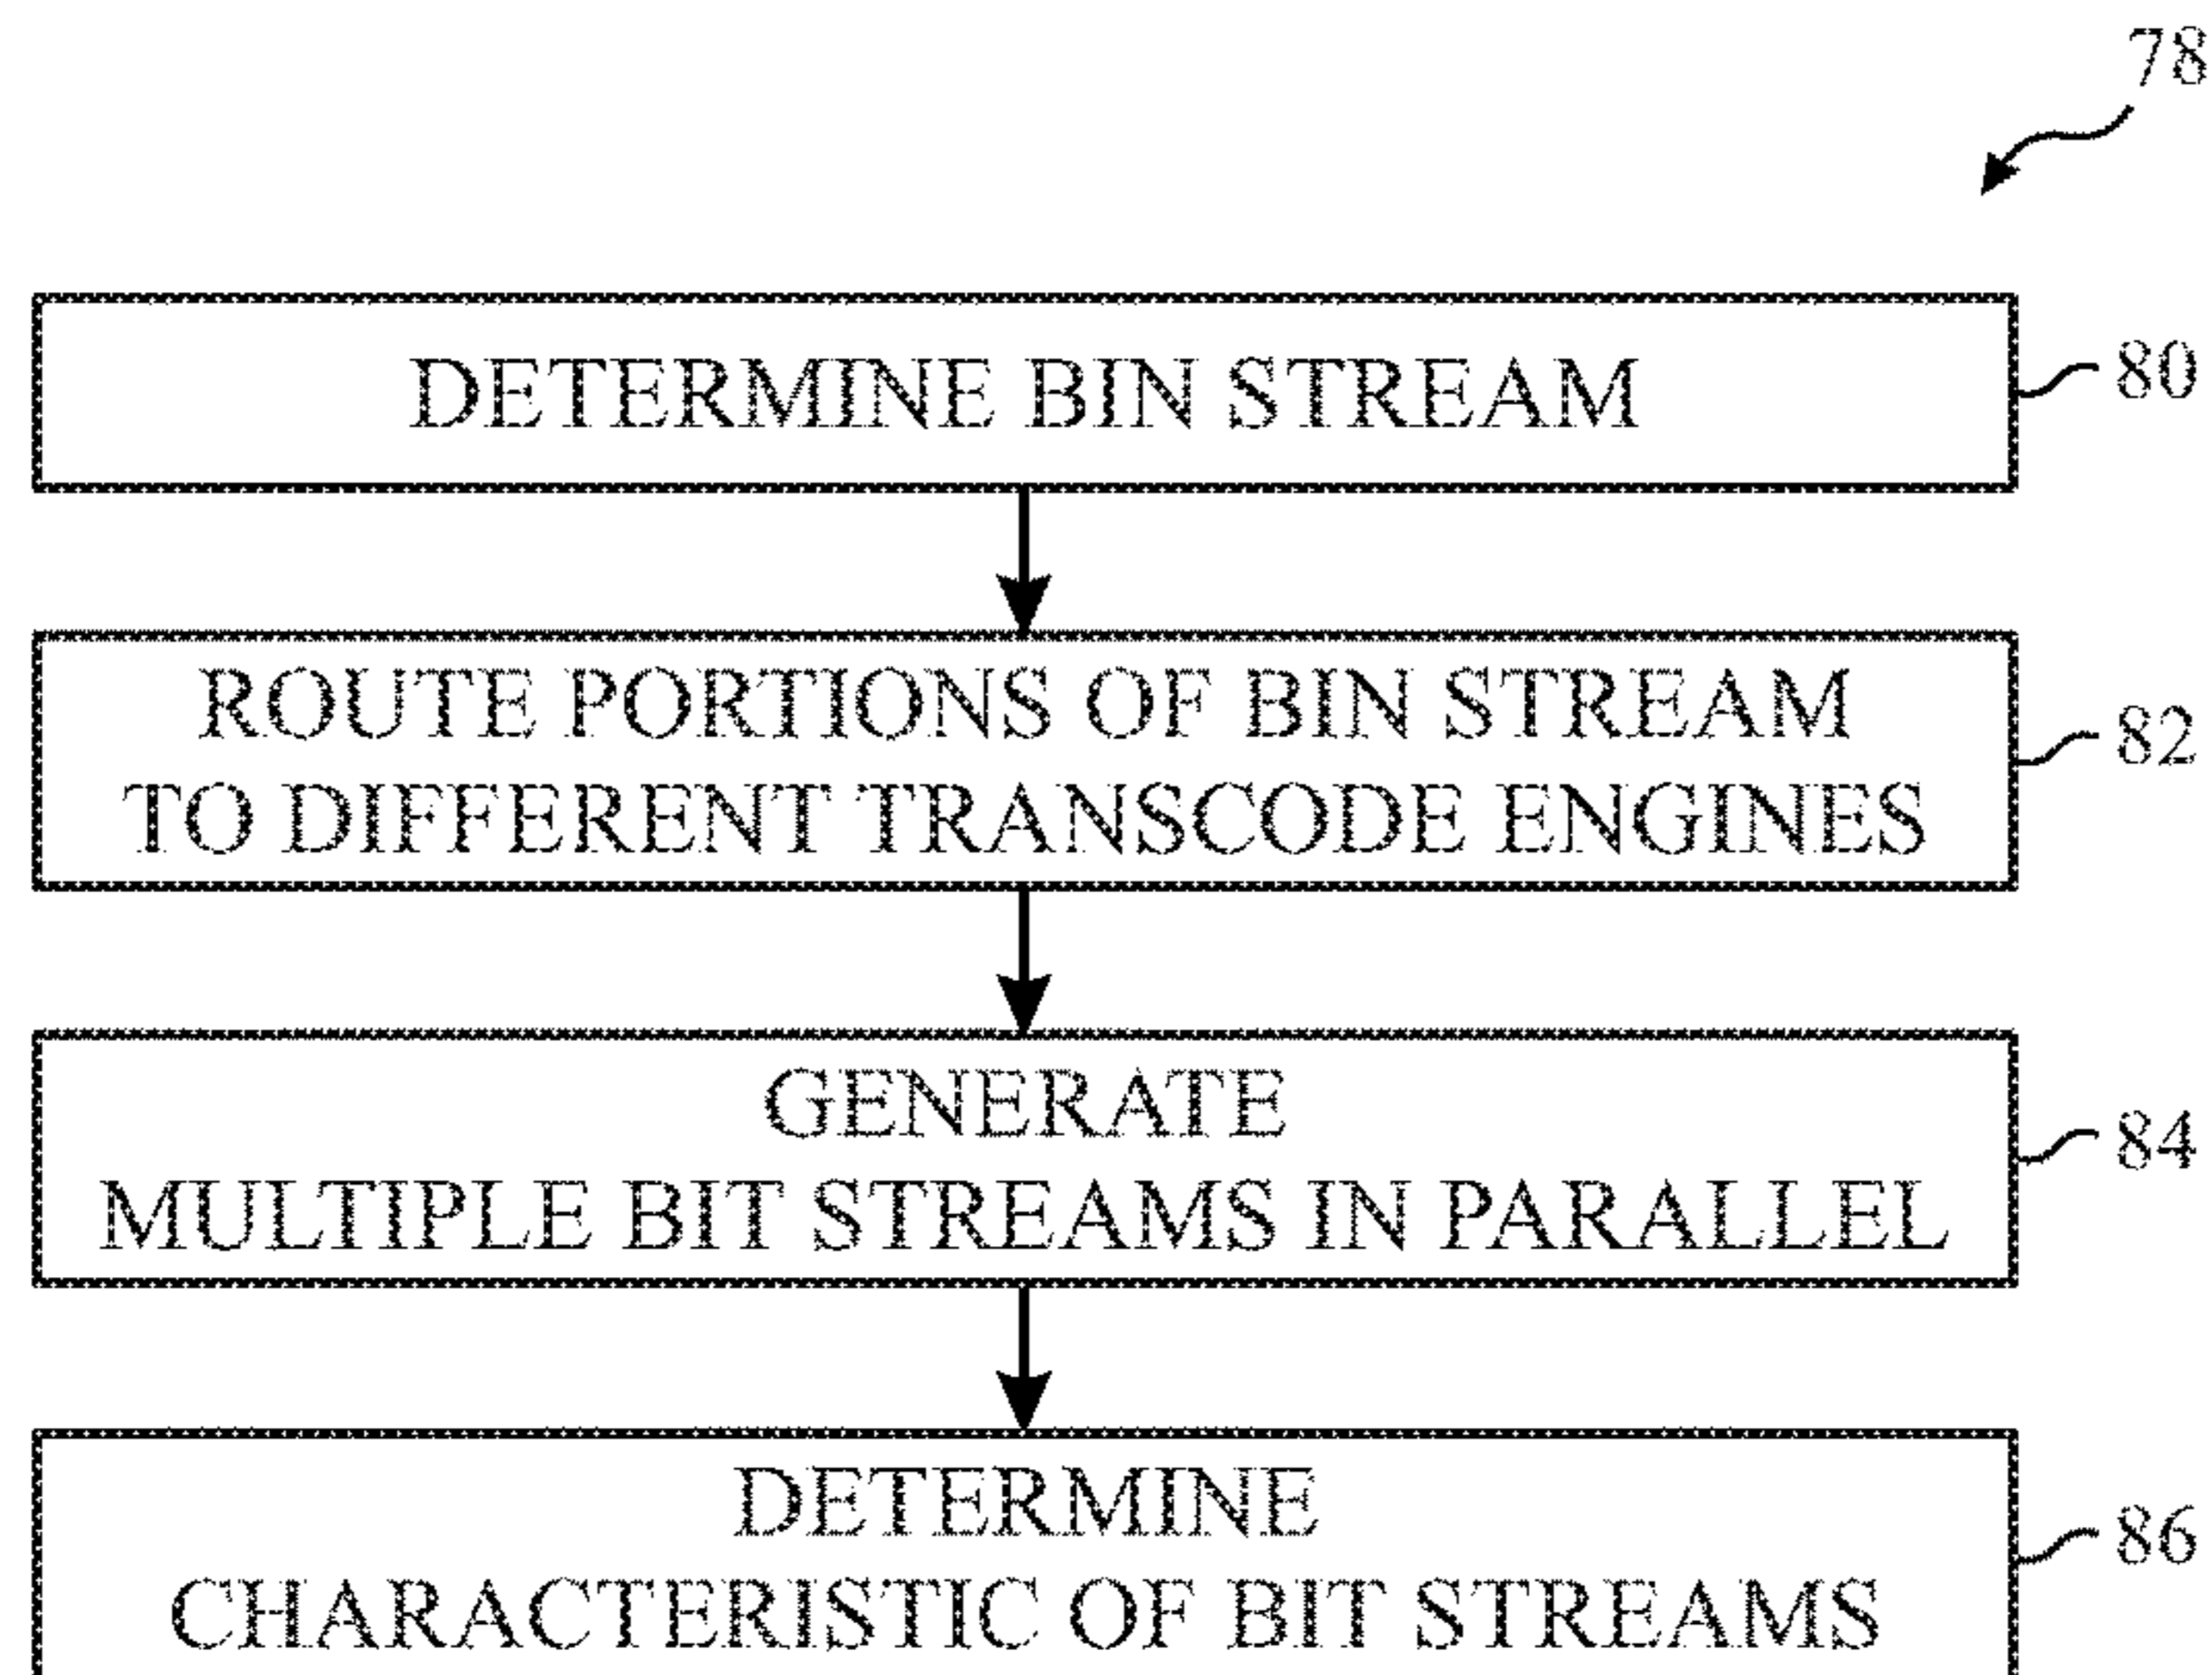 78
DETERMINE BIN STREAM
80
ROUTE PORTIONS OF BIN STREAM
TO DIFFERENT TRANSCODE ENGINES
82
GENERATE
MULTIPLE BIT STREAMS IN PARALLEL
84
DETERMINE
CHARACTERISTIC OF BIT STREAMS
86